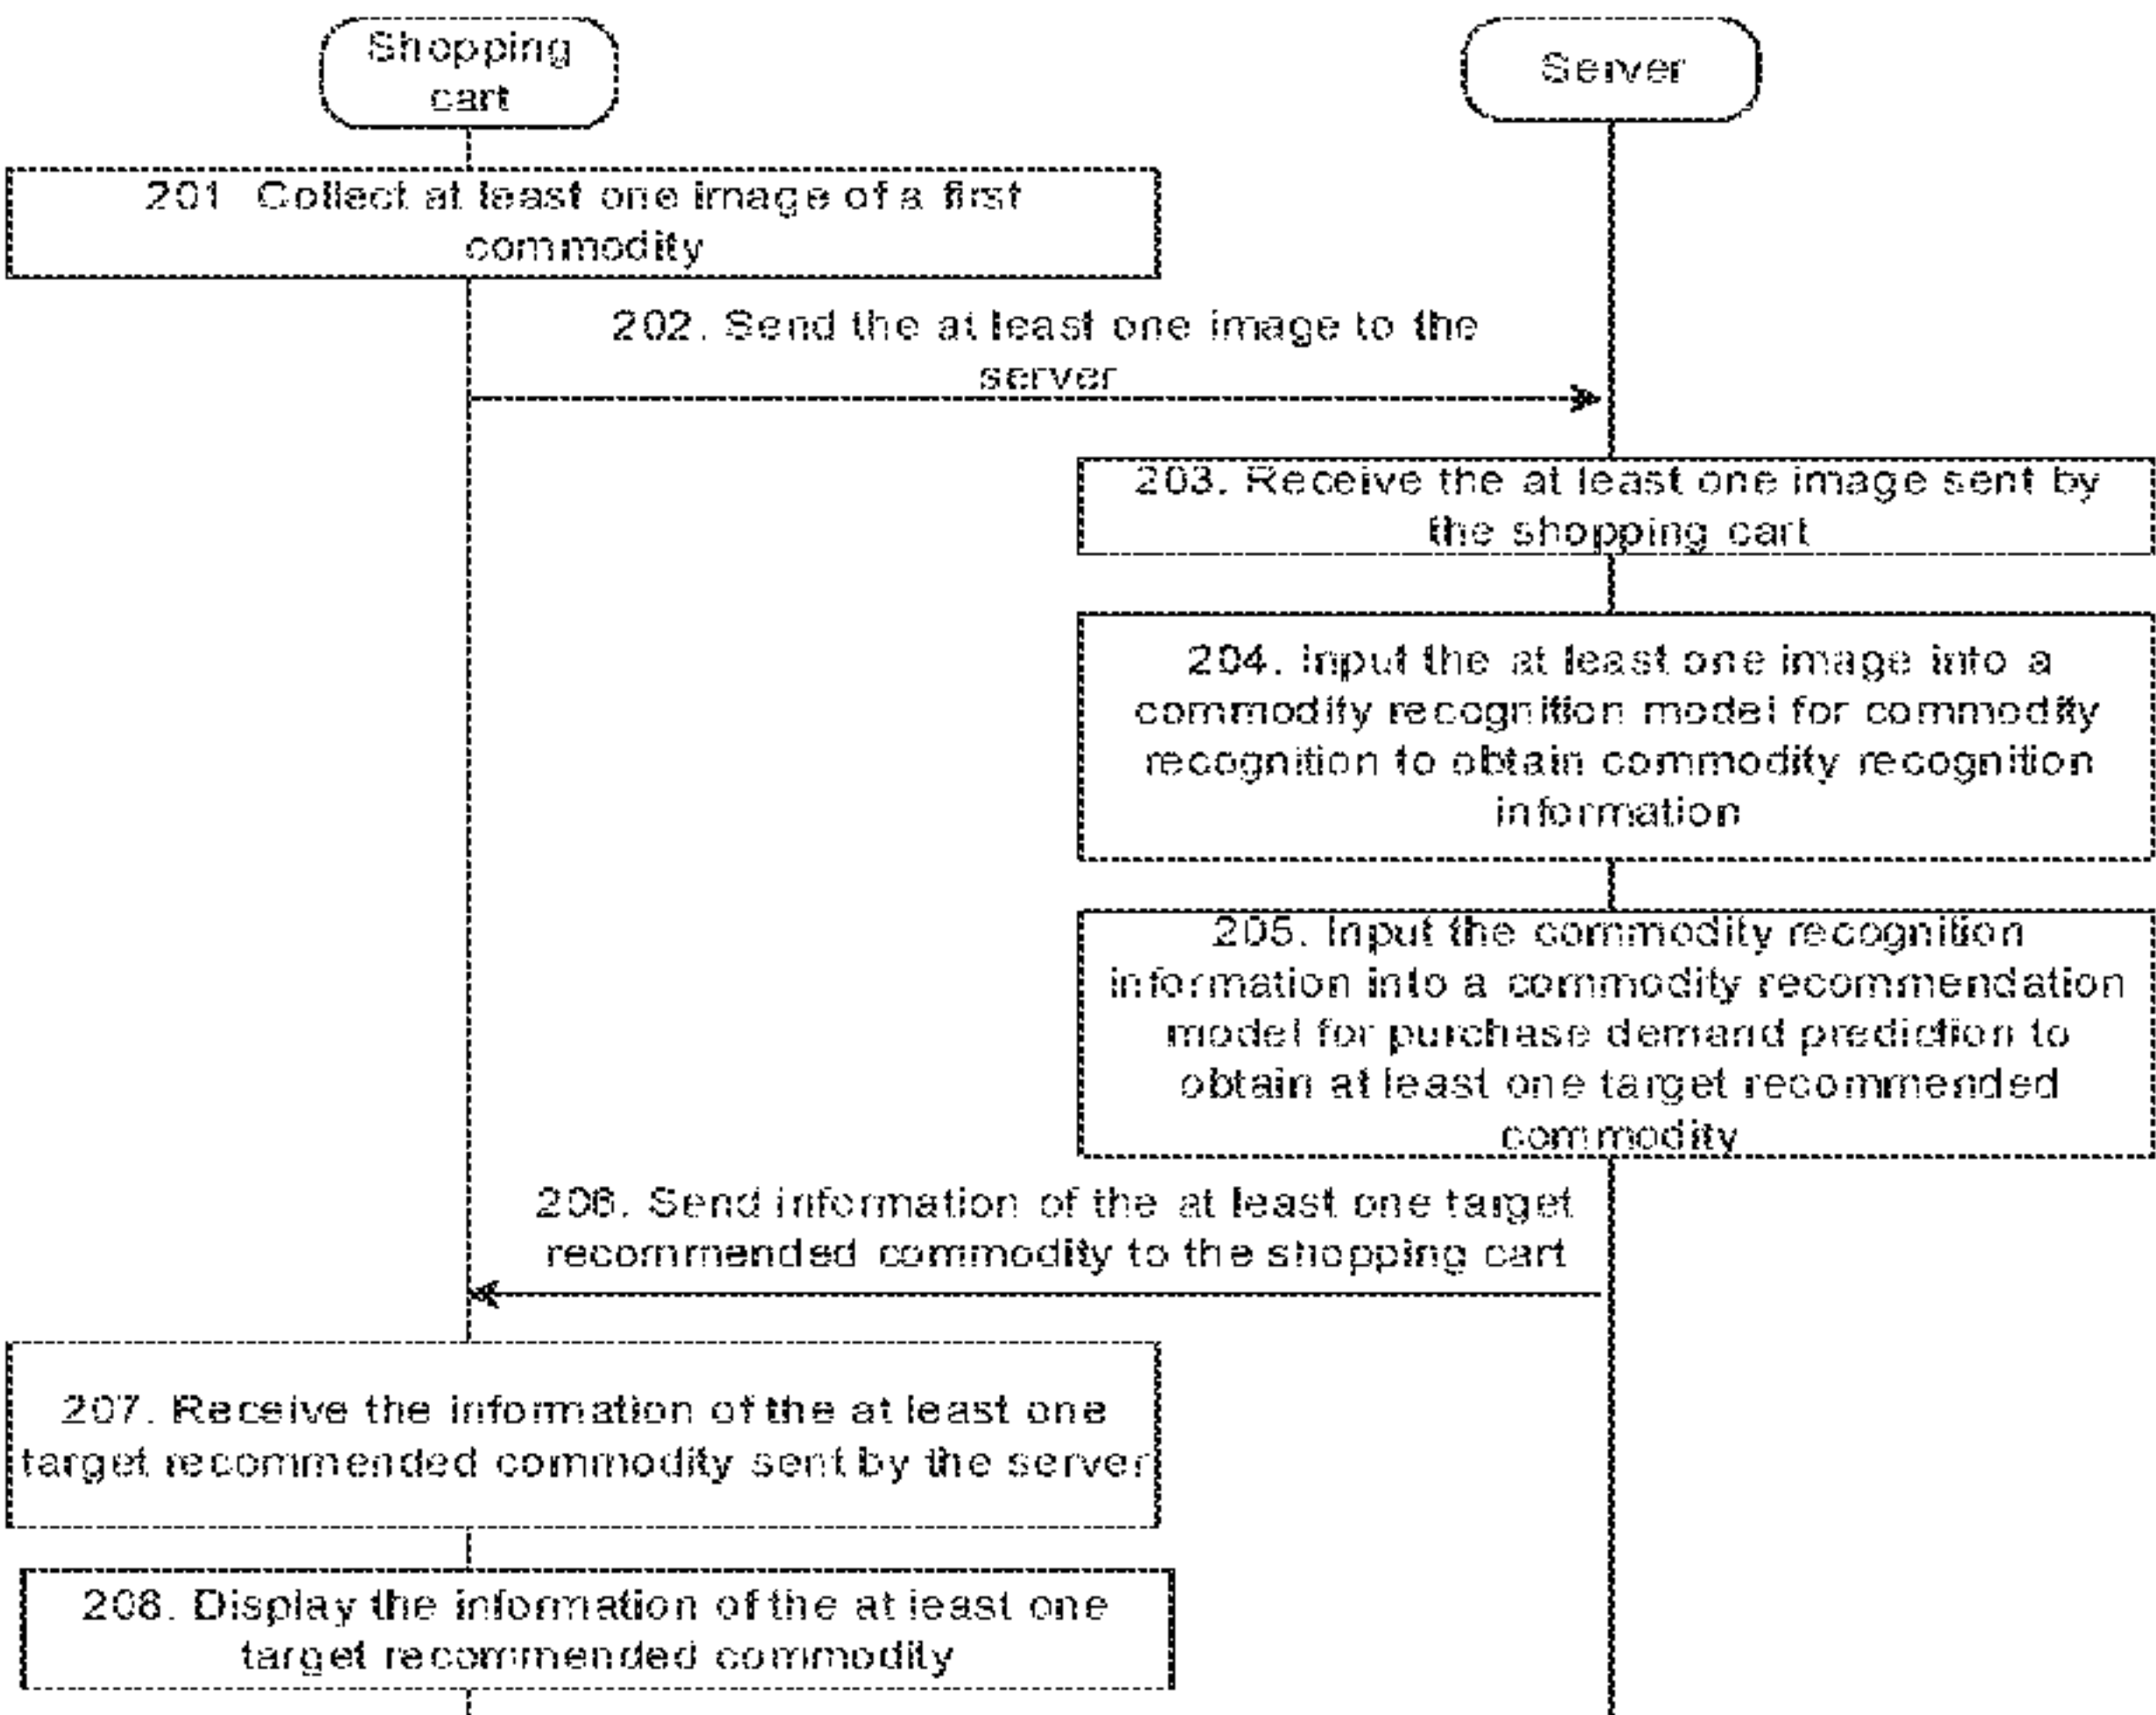 Shopping
cart
Server
201 Collect at least one image of a first
commodity
202. Send the at least one image to the
server
203. Receive the at least one image sent by
the shopping cart
204. Input the at least one image into a
commodity recognition model for commodity
recognition to obtain commodity recognition
information
205. Input the commodity recognition
information into a commodity recommendation
model for purchase demand prediction to
obtain at least one target recommended
commodity
206. Send information of the at least one target
recommended commodity to the shopping cart
207. Receive the information of the at least one
target recommended commodity sent by the server
208. Display the information of the at least one
target recommended commodity